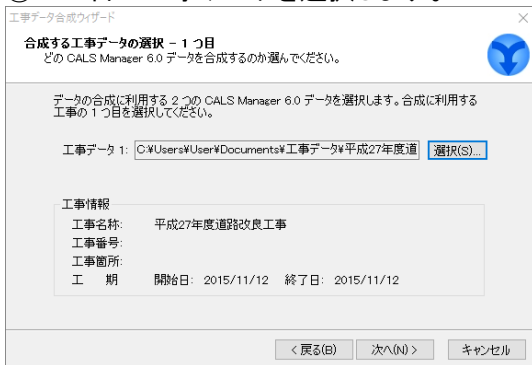 工事データ合成ウィザード
合成する工事データの選択 - 1つ目
どの CALS Manager 6.0 データを合成するのか選んでください。
データの合成に利用する 2 つの CALS Manager 6.0 データを選択します。合成に利用する
工事の 1 つ目を選択してください。
工事データ 1: C:¥Users¥User¥Documents¥工事データ¥平成27年度道 選択(S)...
工事情報
工事名称: 平成27年度道路改良工事
工事番号:
工事箇所:
工 期 開始日: 2015/11/12 終了日: 2015/11/12
< 戻る(B) 次へ(N) > キャンセル